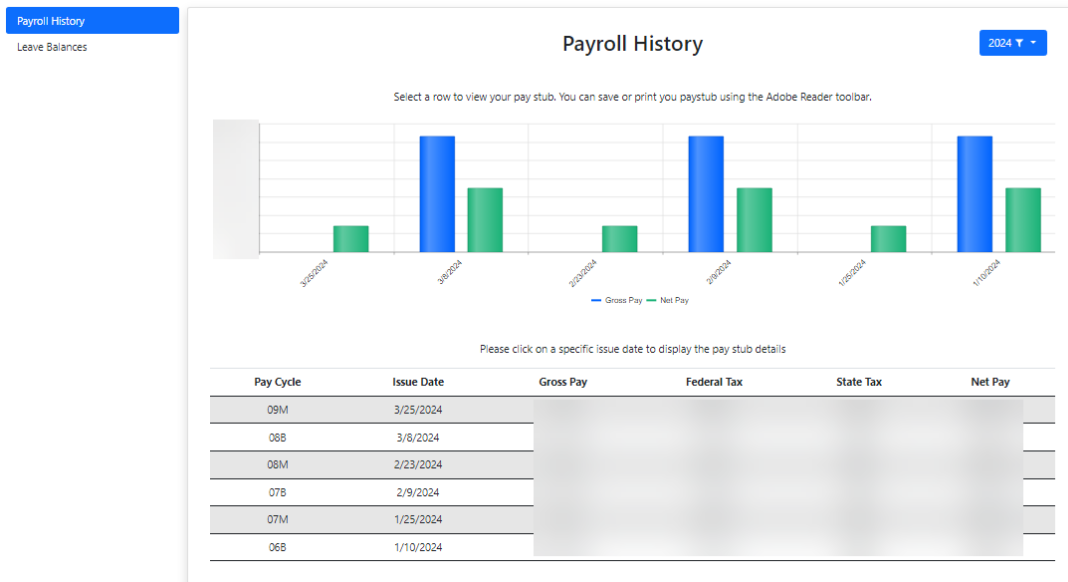 Payroll History
Leave Balances
Payroll History
2024
Select a row to view your pay stub. You can save or print you paystub using the Adobe Reader toolbar.
3/25/2024 3/8/2024 2/23/2024 2/9/2024 1/25/2024 1/10/2024
Gross Pay Net Pay
Please click on a specific issue date to display the pay stub details
Pay Cycle Issue Date Gross Pay Federal Tax State Tax Net Pay
09M 3/25/2024
08B 3/8/2024
08M 2/23/2024
07B 2/9/2024
07M 1/25/2024
06B 1/10/2024